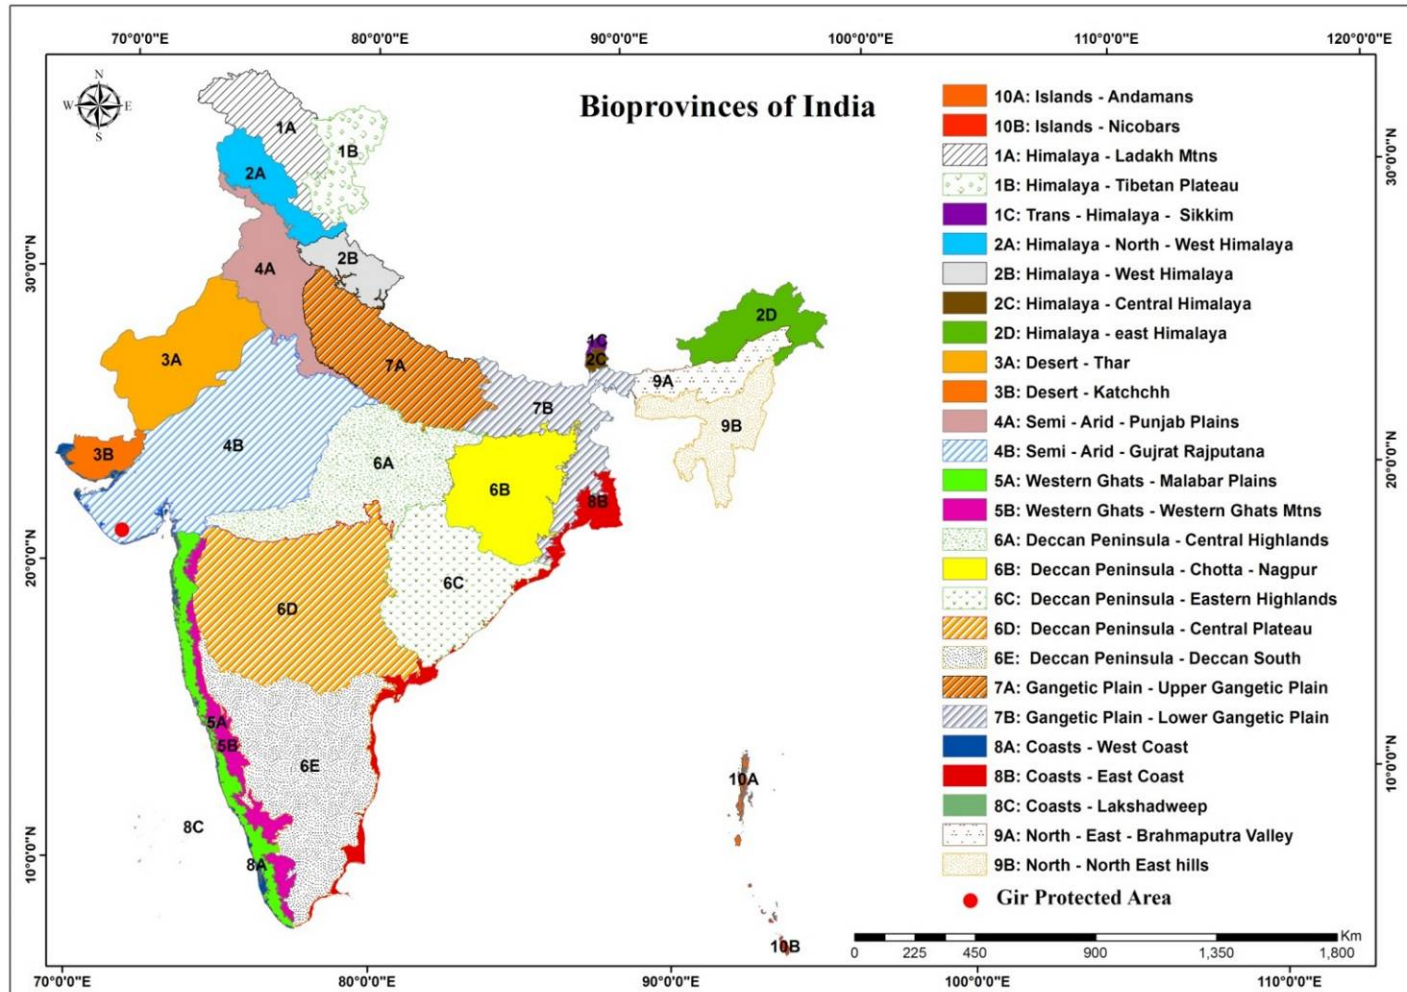 70°0'0"E 80°0'0"E 90°0'0"E 100°0'0"E 110°0'0"E 120°0'0"E
N
W E
S
Bioprovinces of India
30°0'0"N
20°0'0"N
10°0'0"N
30°0'0"N
20°0'0"N
10°0'0"N
1A
1B
2A
2B
4A
2D
1C
2C
3A
7A
9A
7B
9B
4B
3B
6A
6B
8B
6C
6D
5A
5B
6E
10A
8C
8A
10B
10A: Islands - Andamans
10B: Islands - Nicobars
1A: Himalaya - Ladakh Mtns
1B: Himalaya - Tibetan Plateau
1C: Trans - Himalaya - Sikkim
2A: Himalaya - North - West Himalaya
2B: Himalaya - West Himalaya
2C: Himalaya - Central Himalaya
2D: Himalaya - east Himalaya
3A: Desert - Thar
3B: Desert - Katchchh
4A: Semi - Arid - Punjab Plains
4B: Semi - Arid - Gujrat Rajputana
5A: Western Ghats - Malabar Plains
5B: Western Ghats - Western Ghats Mtns
6A: Deccan Peninsula - Central Highlands
6B: Deccan Peninsula - Chotta - Nagpur
6C: Deccan Peninsula - Eastern Highlands
6D: Deccan Peninsula - Central Plateau
6E: Deccan Peninsula - Deccan South
7A: Gangetic Plain - Upper Gangetic Plain
7B: Gangetic Plain - Lower Gangetic Plain
8A: Coasts - West Coast
8B: Coasts - East Coast
8C: Coasts - Lakshadweep
9A: North - East - Brahmaputra Valley
9B: North - North East hills
Gir Protected Area
Km
0 225 450 900 1,350 1,800
70°0'0"E 80°0'0"E 90°0'0"E 100°0'0"E 110°0'0"E